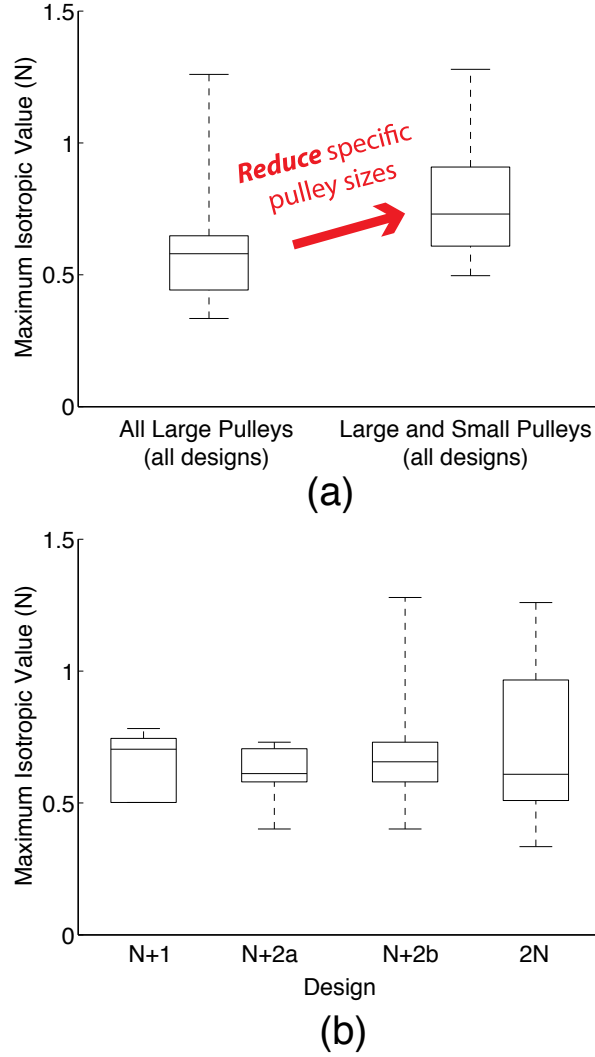 Maximum Isotropic Value (N)
1.5
1
0.5
0
Reduce specific
pulley sizes
All Large Pulleys
(all designs)
Large and Small Pulleys
(all designs)
(a)
Maximum Isotropic Value (N)
1.5
1
0.5
0
N+1
N+2a
N+2b
2N
Design
(b)